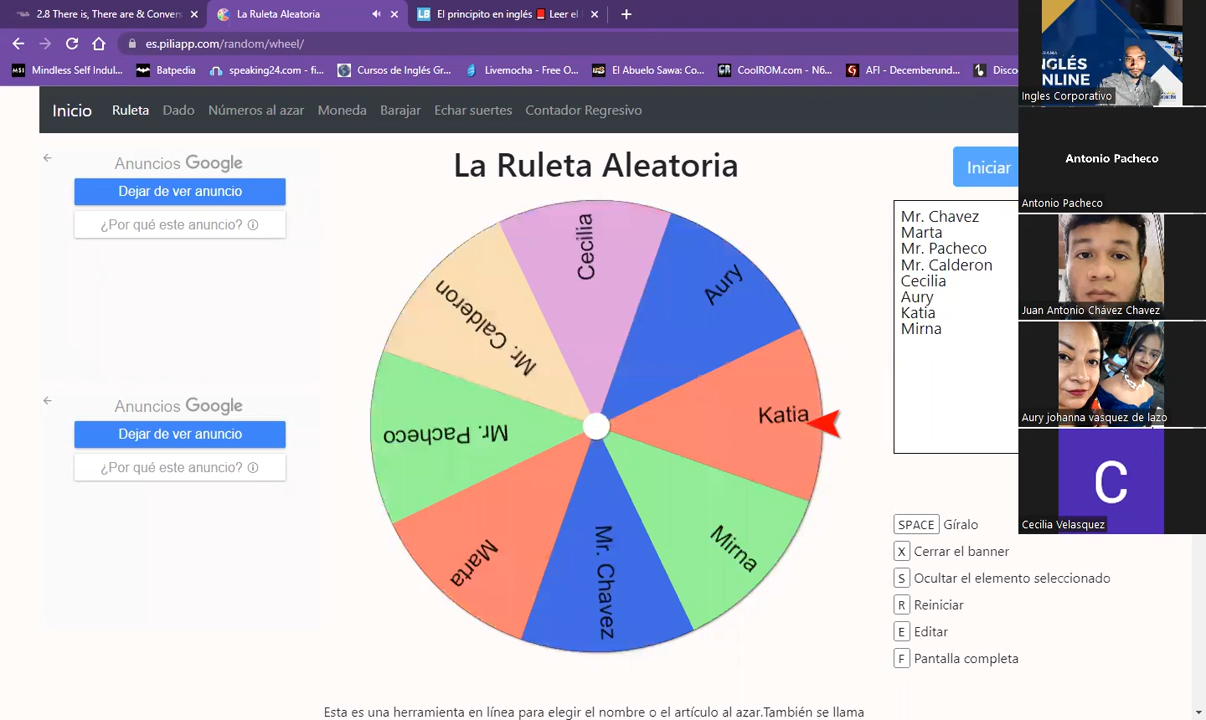 2.8 There is, There are & Convers
La Ruleta Aleatoria
El principito en inglés Leer el
es.piliapp.com/random/wheel/
Mindless Self Indul...
Batpedia
speaking24.com - fi...
Cursos de Inglés Gr...
Livemocha - Free O...
El Abuelo Sawa: Co...
CoolROM.com - N6...
AFI - Decemberund...
Disco
Inicio
Ruleta
Dado
Números al azar
Moneda
Barajar
Echar suertes
Contador Regresivo
Anuncios Google
Dejar de ver anuncio
¿Por qué este anuncio?
Anuncios Google
Dejar de ver anuncio
¿Por qué este anuncio?
La Ruleta Aleatoria
Iniciar
Cecilia
Aury
Katia
Mirna
Mr. Chavez
Marta
Mr. Pacheco
Mr. Calderon
Mr. Chavez
Marta
Mr. Pacheco
Mr. Calderon
Cecilia
Aury
Katia
Mirna
SPACE Gíralo
X Cerrar el banner
S Ocultar el elemento seleccionado
R Reiniciar
E Editar
F Pantalla completa
Esta es una herramienta en línea para elegir el nombre o el artículo al azar.También se llama
NGLÉS
NLINE
Ingles Corporativo
Antonio Pacheco
Antonio Pacheco
Juan Antonio Chávez Chavez
Aury johanna vasquez de lazo
C
Cecilia Velasquez